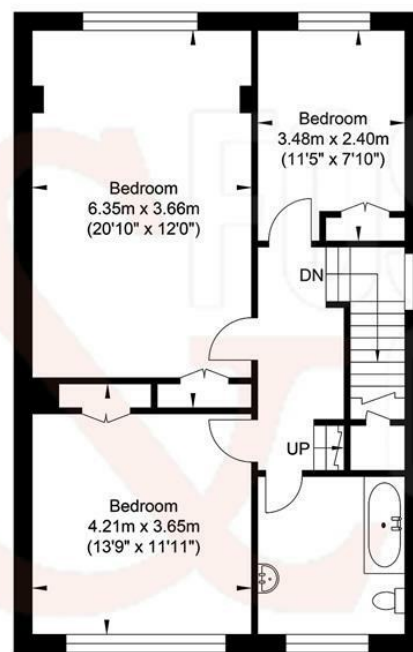 Bedroom
3.48m x 2.40m
(11'5" x 7'10")
Bedroom
6.35m x 3.66m
(20'10" x 12'0")
DN
UP
Bedroom
4.21m x 3.65m
(13'9" x 11'11")